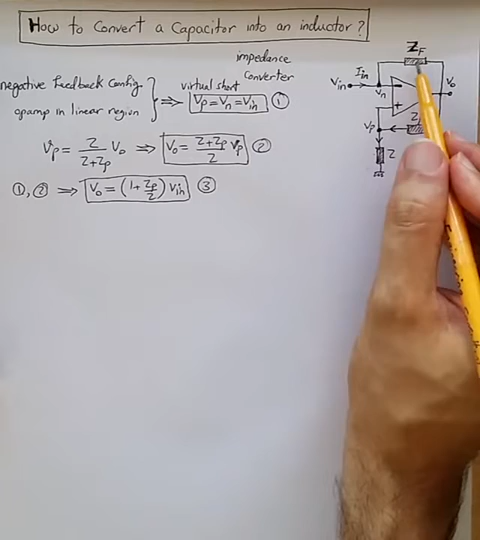 How to Convert a Capacitor into an inductor?
impedance
Converter
negative feedback Config.
opamp in linear region
⇒ virtual short
Vp = Vn = Vin ①
Vp = Z / (Z+Zp) Vo ⇒ Vo = (Z+Zp) / Z Vp ②
①, ② ⇒ Vo = (1 + Zp/Z) Vin ③
ZF
Iin
Vin
Vn
Vo
-
+
Vp
Z
Z